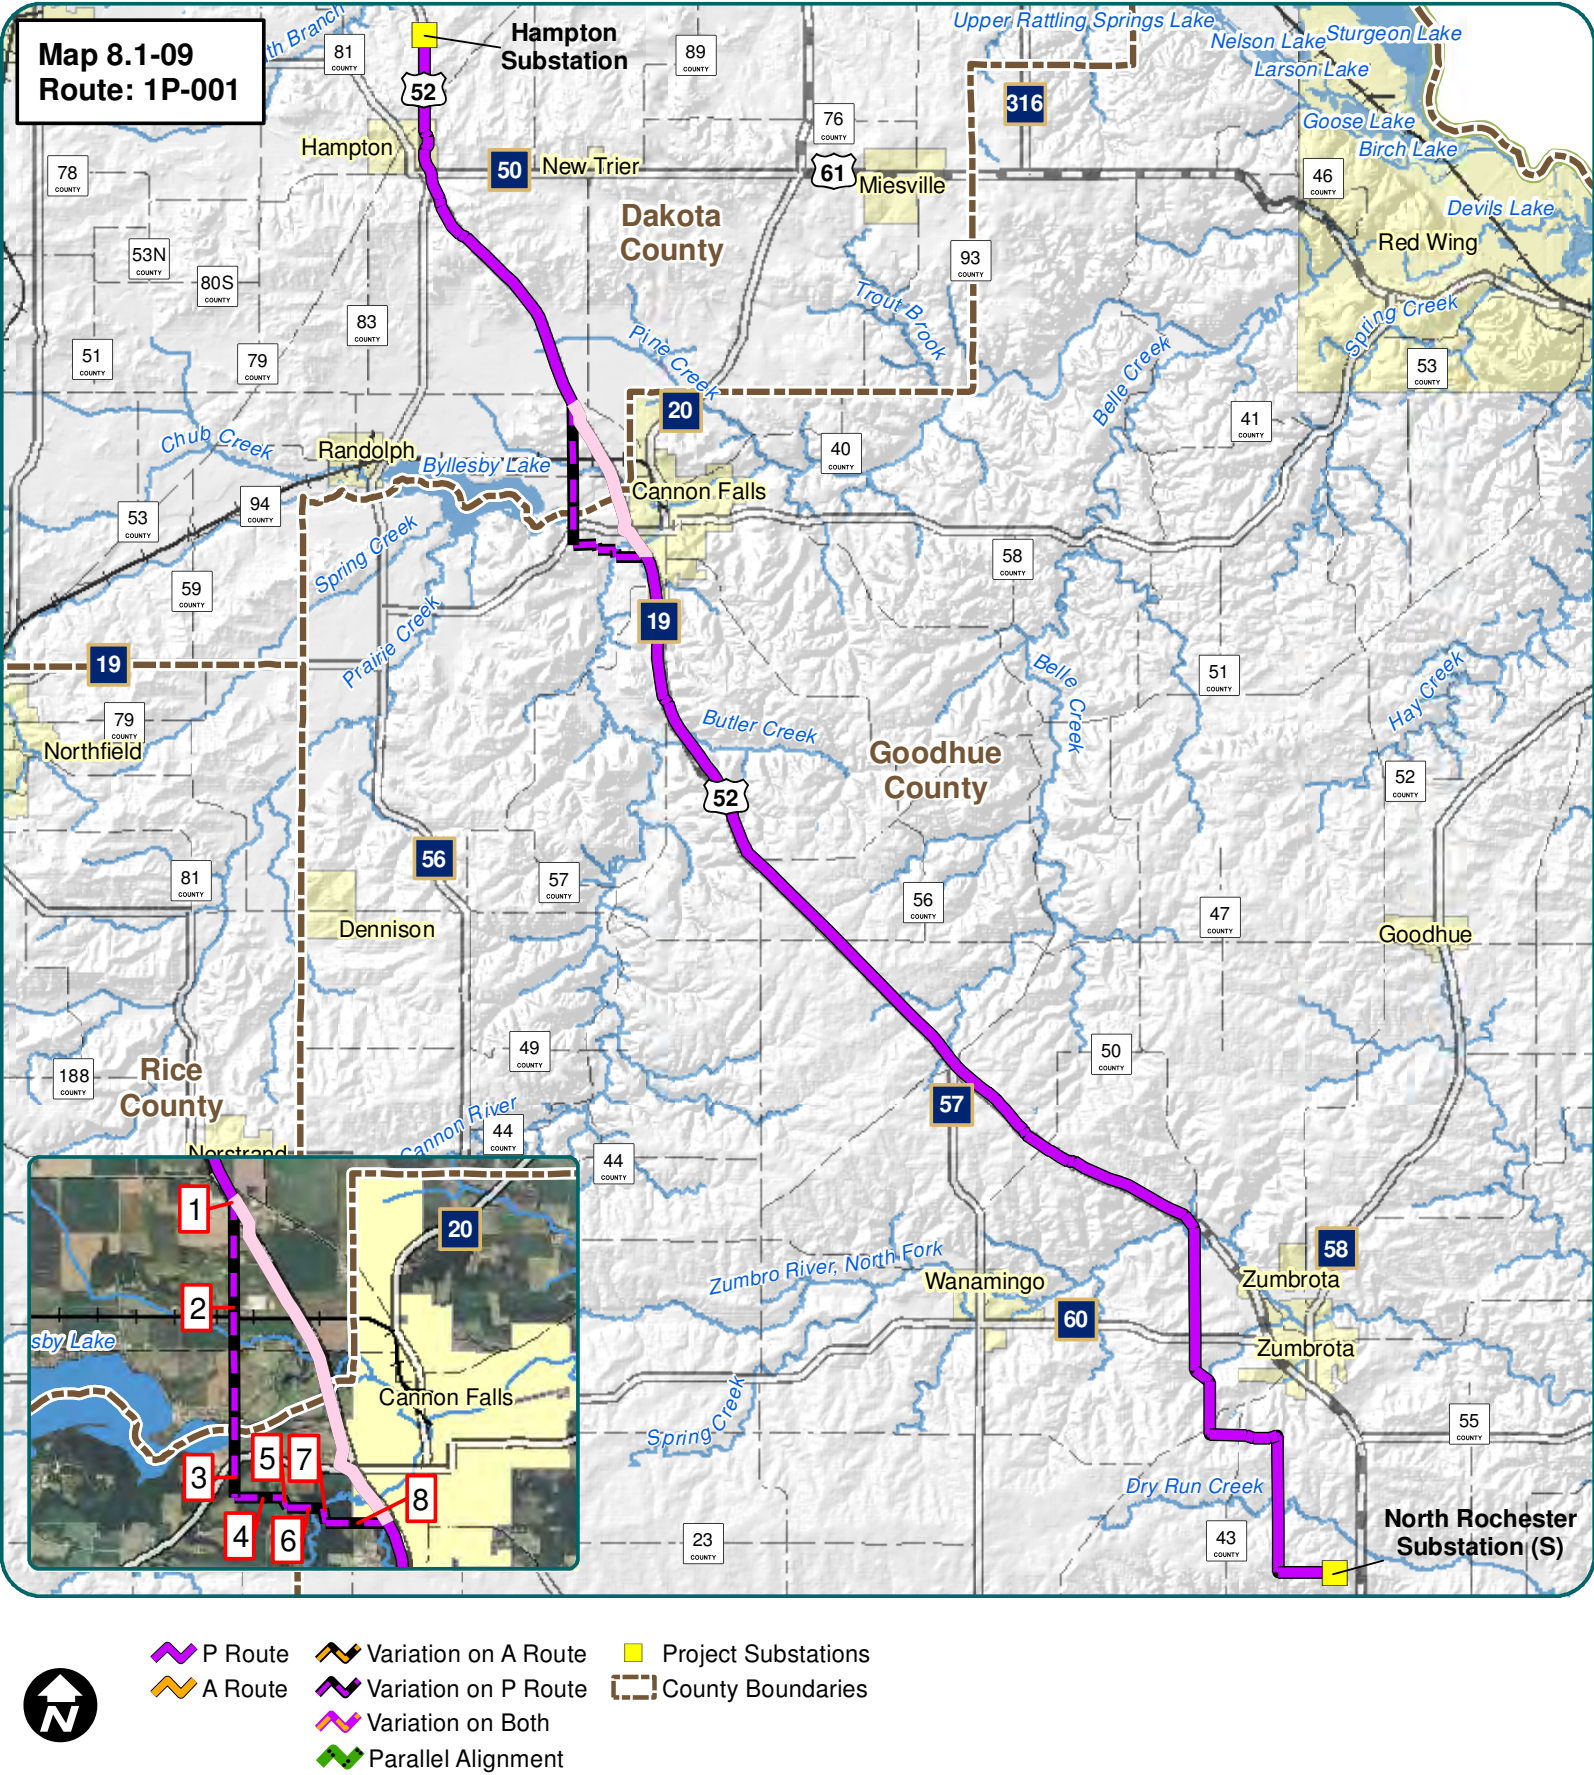 Map 8.1-09
Route: 1P-001
th Branch
81
COUNTY
Hampton
Substation
52
89
COUNTY
Upper Rattling Springs Lake
Nelson Lake
Sturgeon Lake
Larson Lake
316
Goose Lake
Birch Lake
76
COUNTY
Hampton
50
New Trier
61
Miesville
78
COUNTY
46
COUNTY
Devils Lake
Dakota
County
Red Wing
53N
COUNTY
80S
COUNTY
93
COUNTY
Trout Brook
83
COUNTY
Pine Creek
Spring Creek
51
COUNTY
79
COUNTY
Belle Creek
53
COUNTY
20
41
COUNTY
Chub Creek
Randolph
Byllesby Lake
40
COUNTY
Cannon Falls
94
COUNTY
53
COUNTY
Spring Creek
58
COUNTY
59
COUNTY
19
Prairie Creek
19
Belle Creek
51
COUNTY
Hay Creek
79
COUNTY
Northfield
Butler Creek
Goodhue
County
52
52
COUNTY
56
81
COUNTY
57
COUNTY
56
COUNTY
47
COUNTY
Dennison
Goodhue
49
COUNTY
50
COUNTY
188
COUNTY
Rice
County
57
Cannon River
44
COUNTY
44
COUNTY
Nerstrand
1
20
58
Zumbro River, North Fork
Wanamingo
Zumbrota
2
60
sby Lake
Zumbrota
Cannon Falls
Spring Creek
55
COUNTY
5
7
3
8
4
6
Dry Run Creek
23
COUNTY
43
COUNTY
North Rochester
Substation (S)
N
P Route
A Route
Variation on A Route
Variation on P Route
Variation on Both
Parallel Alignment
Project Substations
County Boundaries